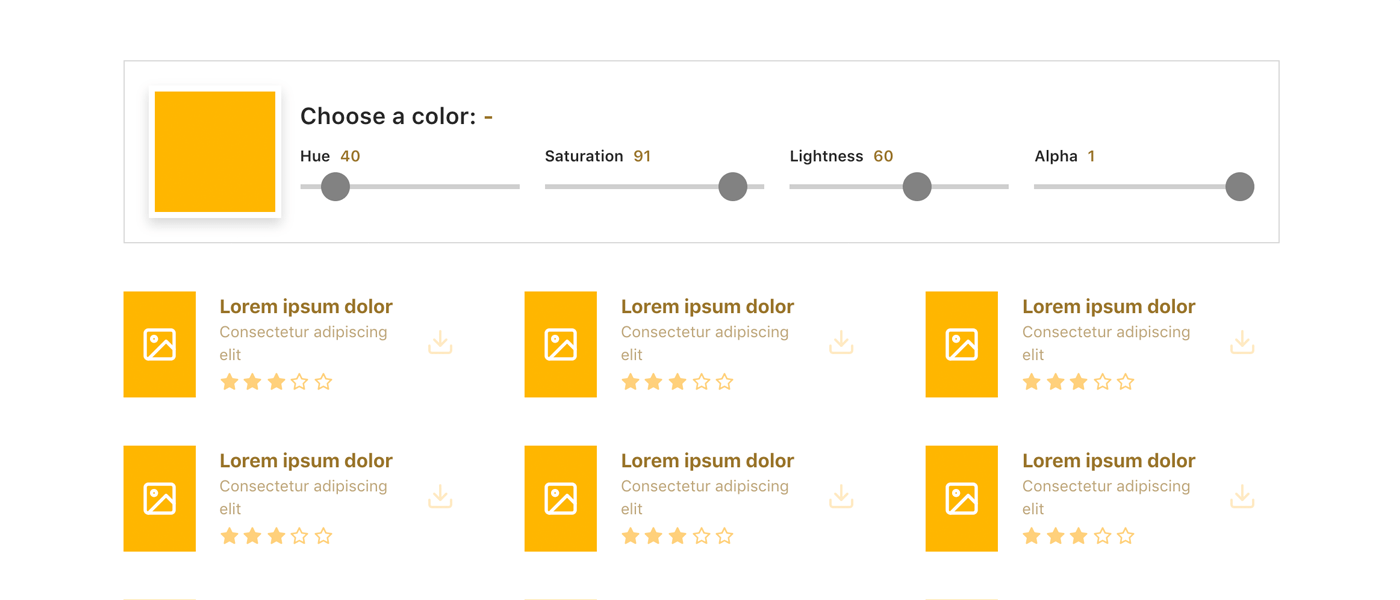 Choose a color: -
Hue 40
Saturation 91
Lightness 60
Alpha 1
Lorem ipsum dolor
Consectetur adipiscing
elit
Lorem ipsum dolor
Consectetur adipiscing
elit
Lorem ipsum dolor
Consectetur adipiscing
elit
Lorem ipsum dolor
Consectetur adipiscing
elit
Lorem ipsum dolor
Consectetur adipiscing
elit
Lorem ipsum dolor
Consectetur adipiscing
elit